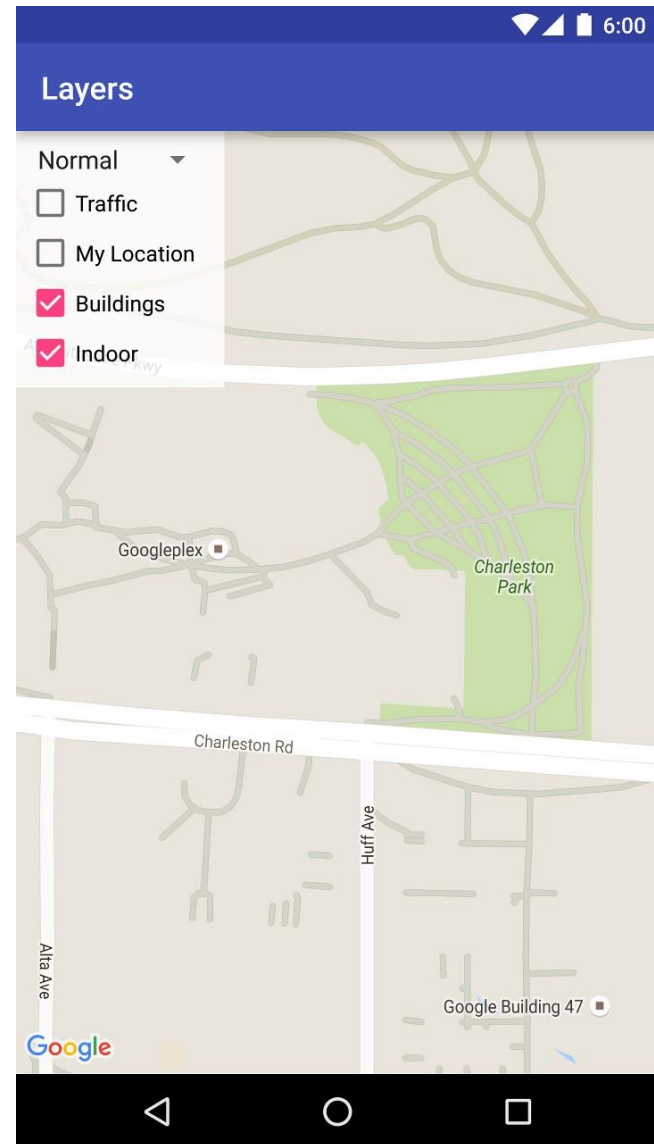 6:00
Layers
Normal
Traffic
My Location
Buildings
Indoor
Googleplex
Charleston
Park
Charleston Rd
Huff Ave
Alta Ave
Google Building 47
Google